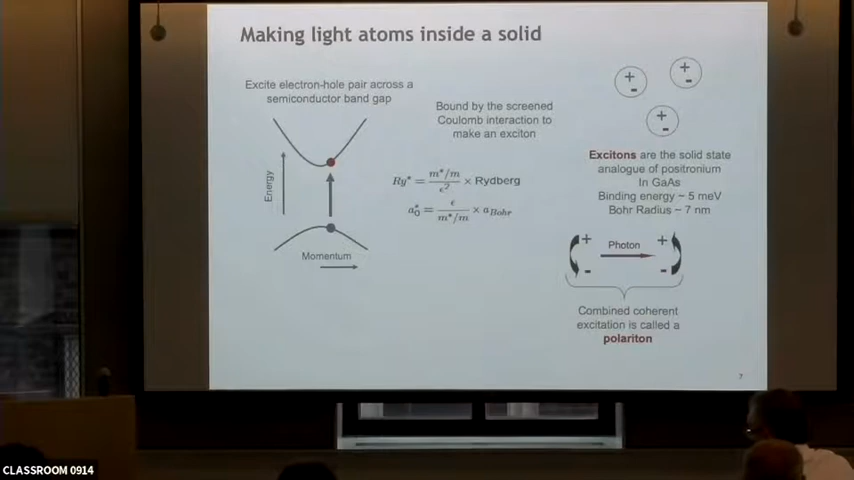 Making light atoms inside a solid
Excite electron-hole pair across a
semiconductor band gap
Energy
Momentum
Bound by the screened
Coulomb interaction to
make an exciton
Ry* = m*/m / ϵ² × Rydberg
a₀* = ϵ / m*/m × a_Bohr
+ -
+ -
+ -
Excitons are the solid state
analogue of positronium
In GaAs
Binding energy ~ 5 meV
Bohr Radius ~ 7 nm
+ Photon +
- -
Combined coherent
excitation is called a
polariton
7
CLASSROOM 0914